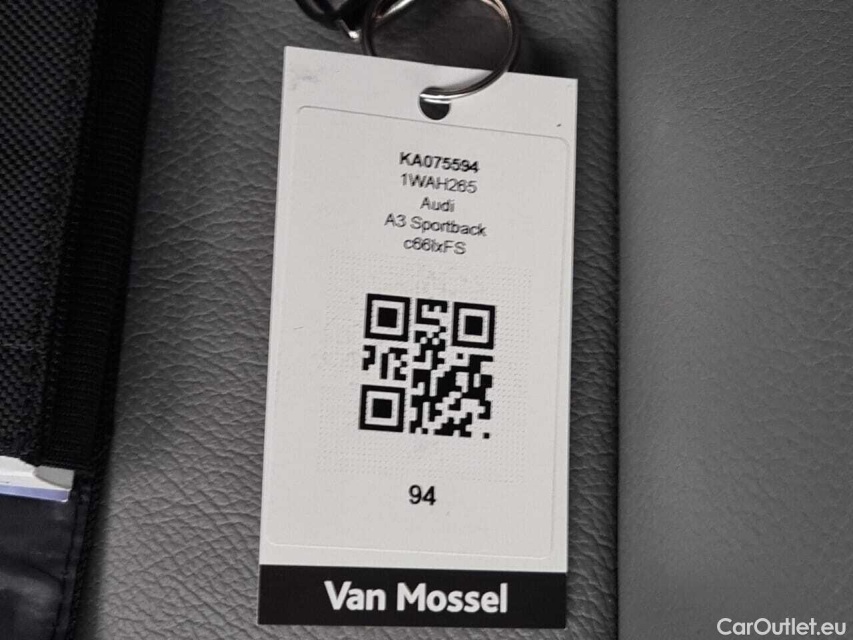 KA075594
1WAH265
Audi
A3 Sportback
c66lxFS
94
Van Mossel
CarOutlet.eu